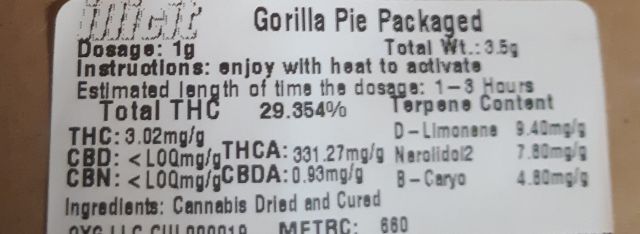 illicit Gorilla Pie Packaged
Dosage: 1g Total Wt.: 3.5g
Instructions: enjoy with heat to activate
Estimated length of time the dosage: 1-3 Hours
Total THC 29.354% Terpene Content
THC: 3.02mg/g D-Limonene 9.40mg/g
CBD: <LOQmg/g THCA: 331.27mg/g Nerolidol2 7.80mg/g
CBN: <LOQmg/g CBDA: 0.93mg/g B-Caryo 4.80mg/g
Ingredients: Cannabis Dried and Cured
LLC METRC: 660